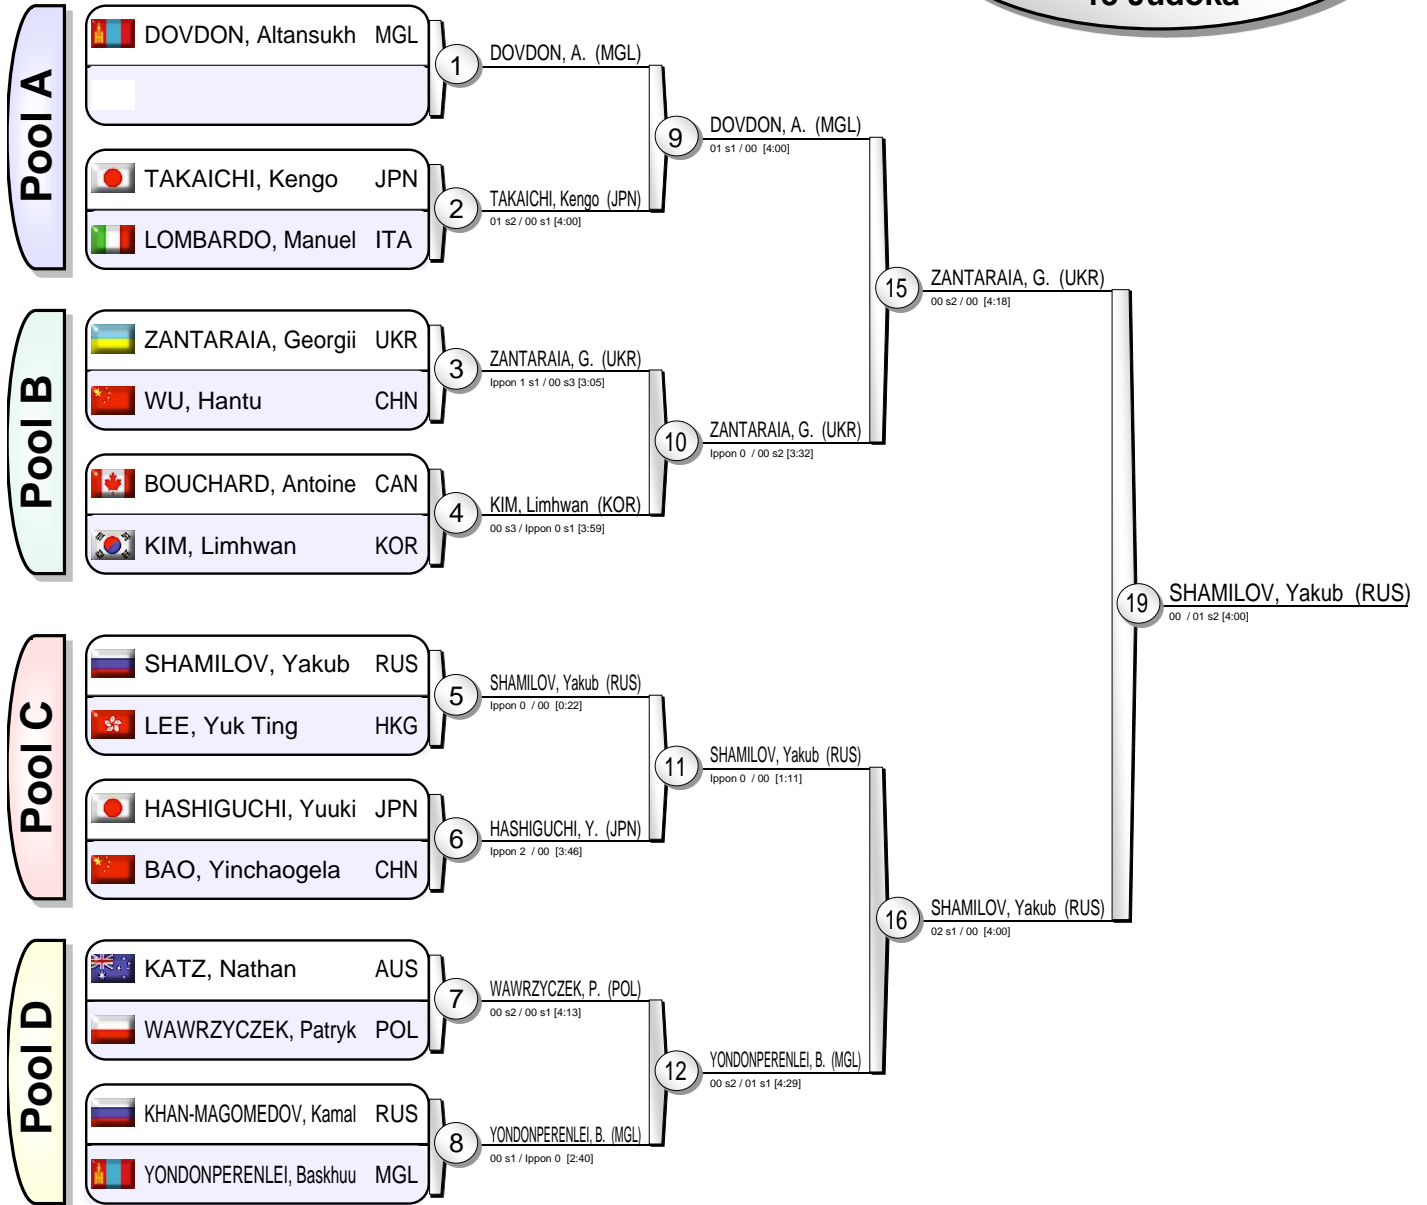 15 Judoka
Pool A
DOVDON, Altansukh MGL
1
DOVDON, A. (MGL)
TAKAICHI, Kengo JPN
LOMBARDO, Manuel ITA
2
TAKAICHI, Kengo (JPN)
01 s2 / 00 s1 [4:00]
9
DOVDON, A. (MGL)
01 s1 / 00 [4:00]
Pool B
ZANTARAIA, Georgii UKR
WU, Hantu CHN
3
ZANTARAIA, G. (UKR)
Ippon 1 s1 / 00 s3 [3:05]
BOUCHARD, Antoine CAN
KIM, Limhwan KOR
4
KIM, Limhwan (KOR)
00 s3 / Ippon 0 s1 [3:59]
10
ZANTARAIA, G. (UKR)
Ippon 0 / 00 s2 [3:32]
15
ZANTARAIA, G. (UKR)
00 s2 / 00 [4:18]
Pool C
SHAMILOV, Yakub RUS
LEE, Yuk Ting HKG
5
SHAMILOV, Yakub (RUS)
Ippon 0 / 00 [0:22]
HASHIGUCHI, Yuuki JPN
BAO, Yinchaogela CHN
6
HASHIGUCHI, Y. (JPN)
Ippon 2 / 00 [3:46]
11
SHAMILOV, Yakub (RUS)
Ippon 0 / 00 [1:11]
Pool D
KATZ, Nathan AUS
WAWRZYCZEK, Patryk POL
7
WAWRZYCZEK, P. (POL)
00 s2 / 00 s1 [4:13]
KHAN-MAGOMEDOV, Kamal RUS
YONDONPERENLEI, Baskhuu MGL
8
YONDONPERENLEI, B. (MGL)
00 s1 / Ippon 0 [2:40]
12
YONDONPERENLEI, B. (MGL)
00 s2 / 01 s1 [4:29]
16
SHAMILOV, Yakub (RUS)
02 s1 / 00 [4:00]
19
SHAMILOV, Yakub (RUS)
00 / 01 s2 [4:00]